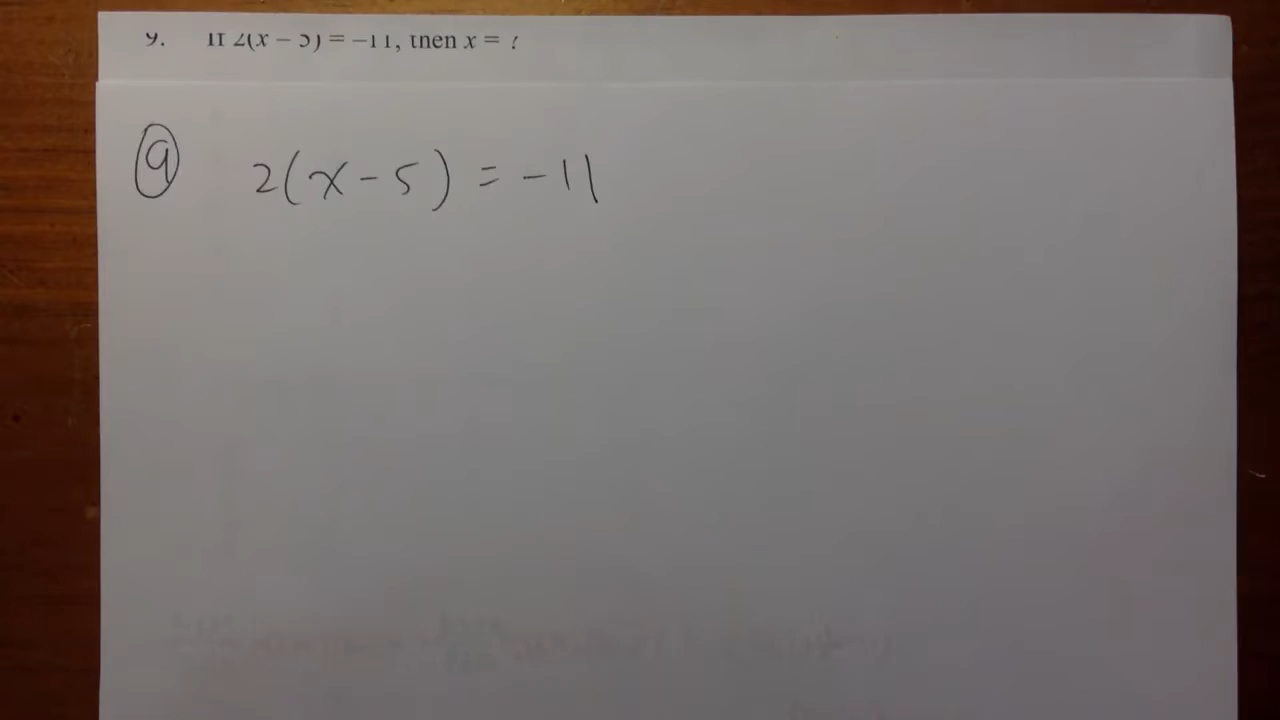 9. If 2(x – 5) = –11, then x = ?
9 2(x - 5) = -11